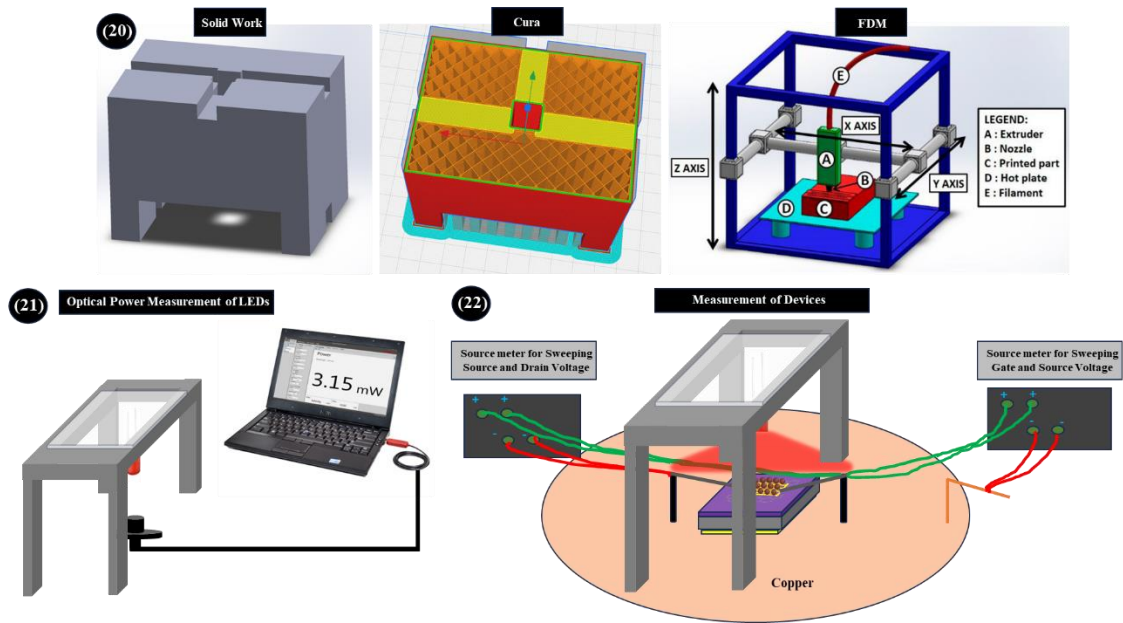 (20)
Solid Work
Cura
FDM
E
X AXIS
Z AXIS
A
B
Y AXIS
D
C
LEGEND:
A : Extruder
B : Nozzle
C : Printed part
D : Hot plate
E : Filament
(21)
Optical Power Measurement of LEDs
Power
3.15 mW
(22)
Measurement of Devices
Source meter for Sweeping
Source and Drain Voltage
+ +
- -
Source meter for Sweeping
Gate and Source Voltage
+ +
- -
Copper